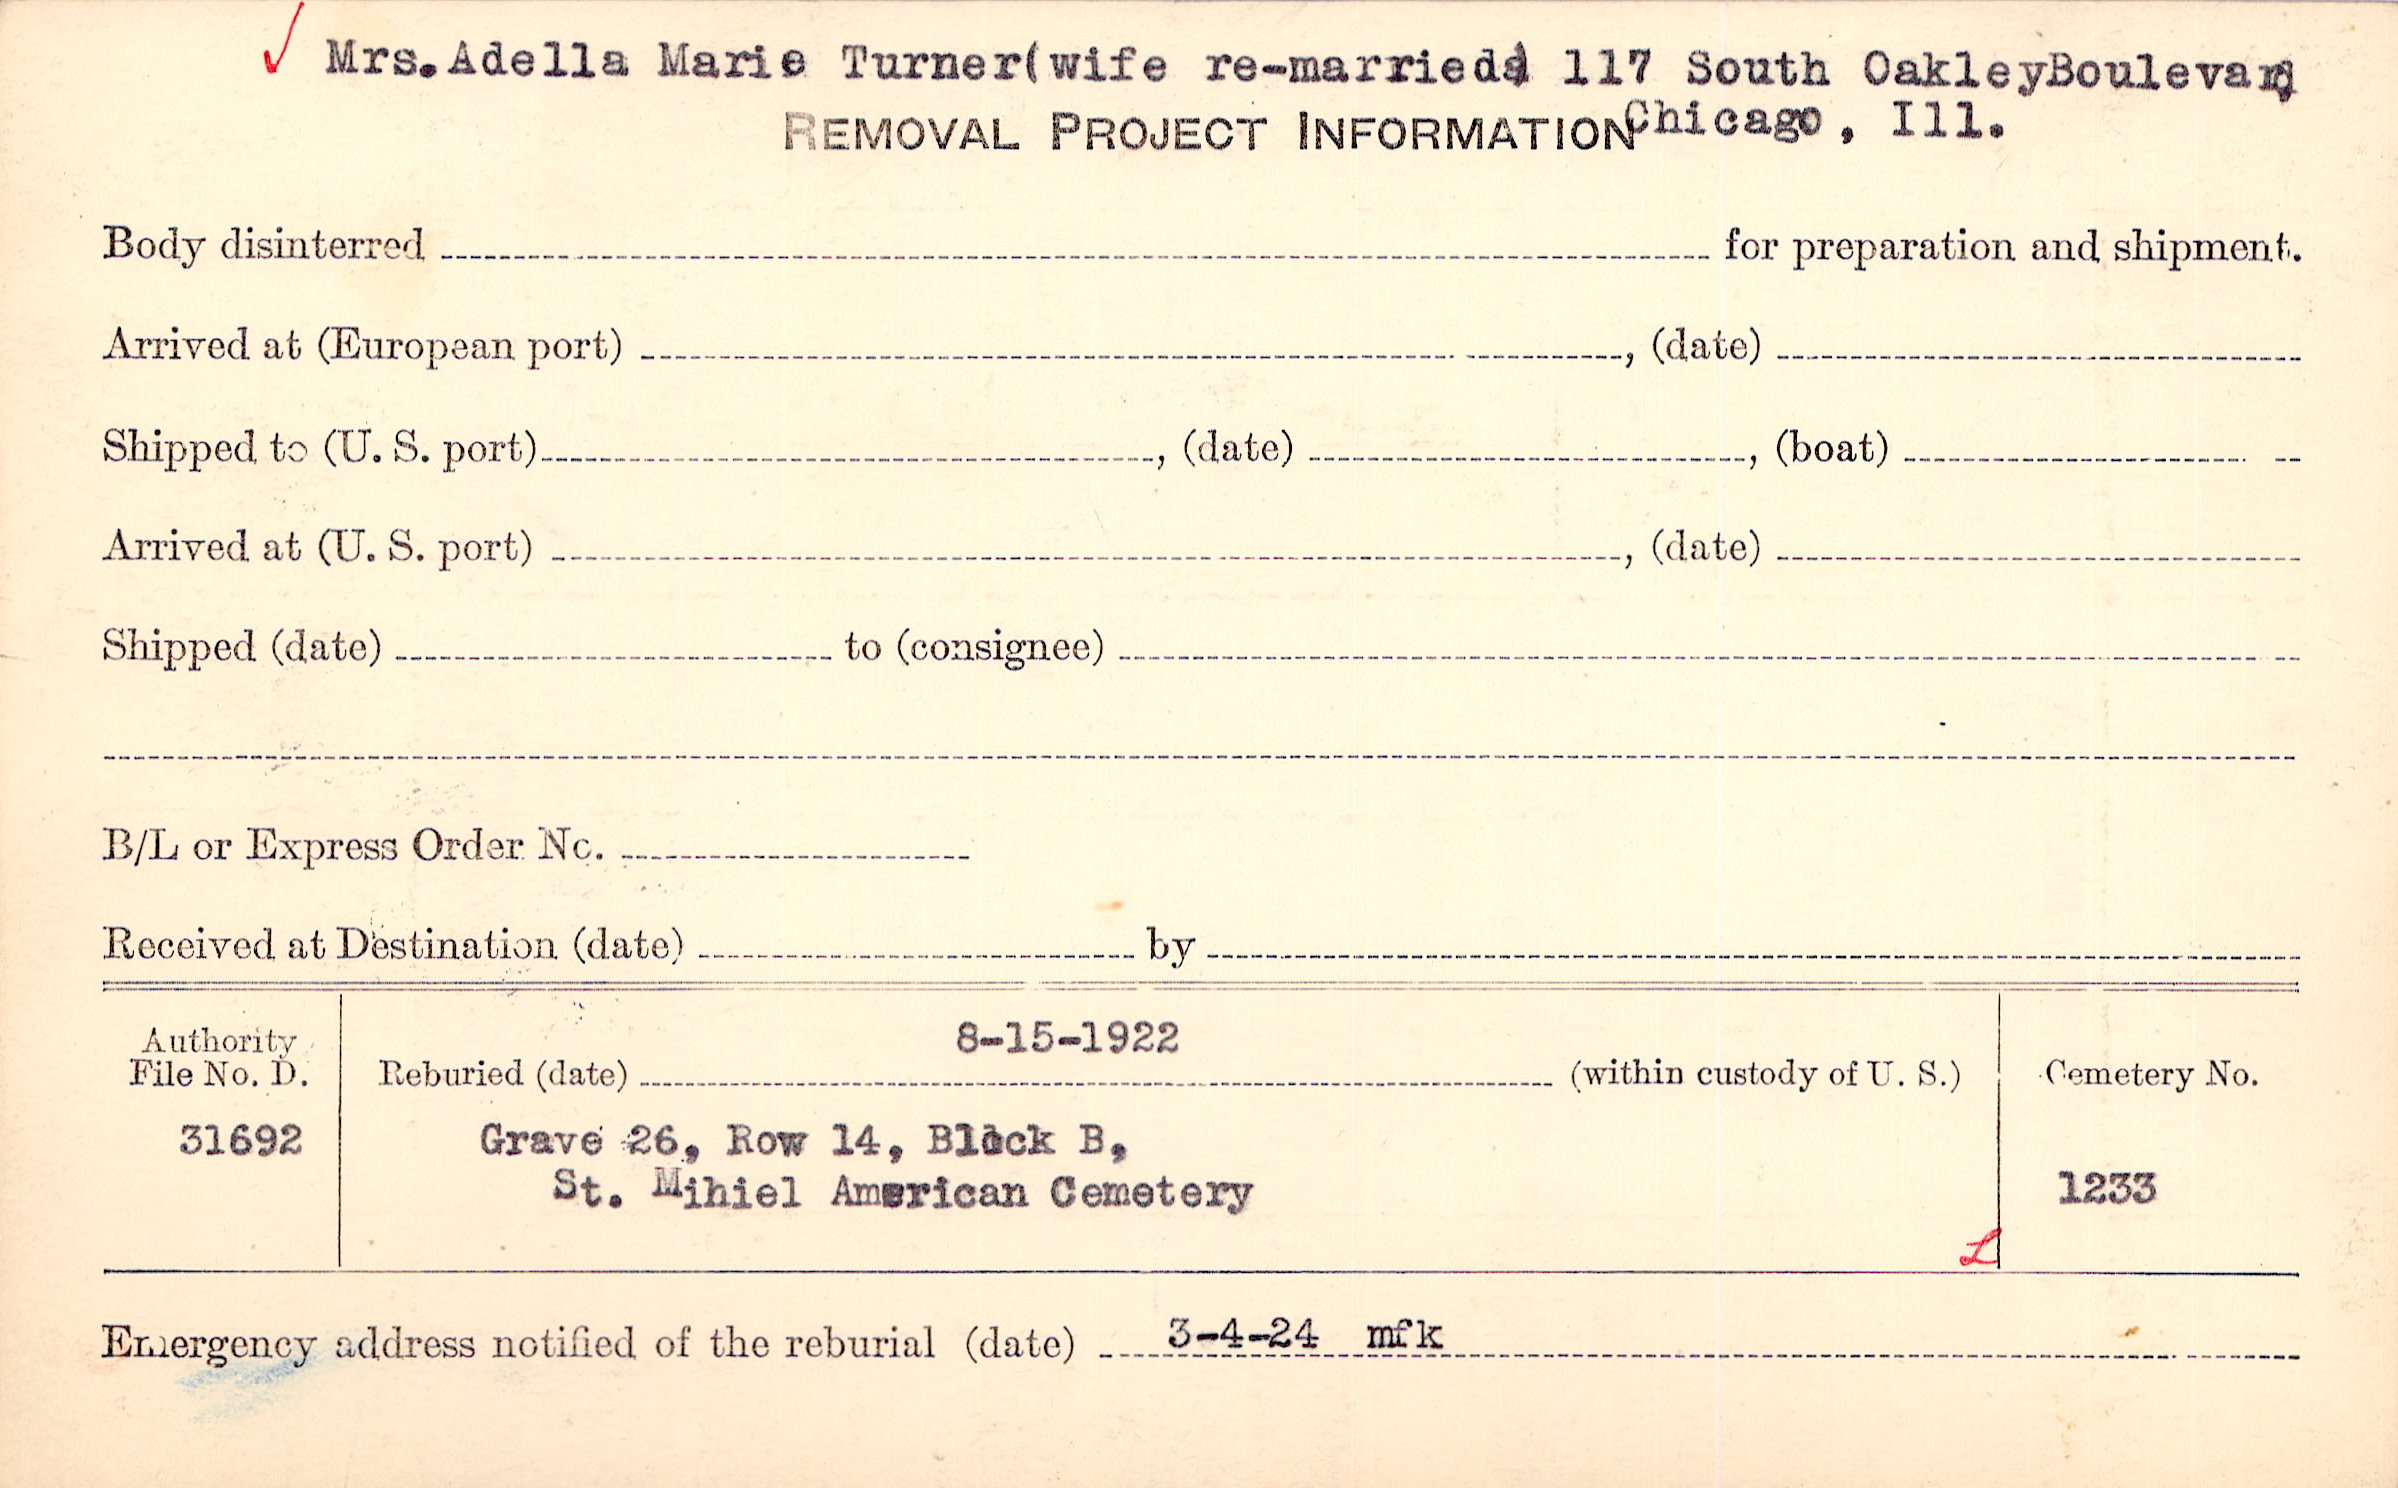 Mrs.Adella Marie Turner(wife re-married) 117 South OakleyBoulevard,
REMOVAL PROJECT INFORMATION Chicago, Ill.
Body disinterred for preparation and shipment.
Arrived at (European port) , (date)
Shipped to (U. S. port) , (date) , (boat)
Arrived at (U. S. port) , (date)
Shipped (date) to (consignee)
B/L or Express Order No.
Received at Destination (date) by
Authority
File No. D.
31692
8-15-1922
Reburied (date) (within custody of U. S.)
Grave 26, Row 14, Block B,
St. Mihiel American Cemetery
Cemetery No.
1233
L
Emergency address notified of the reburial (date) 3-4-24 mfk